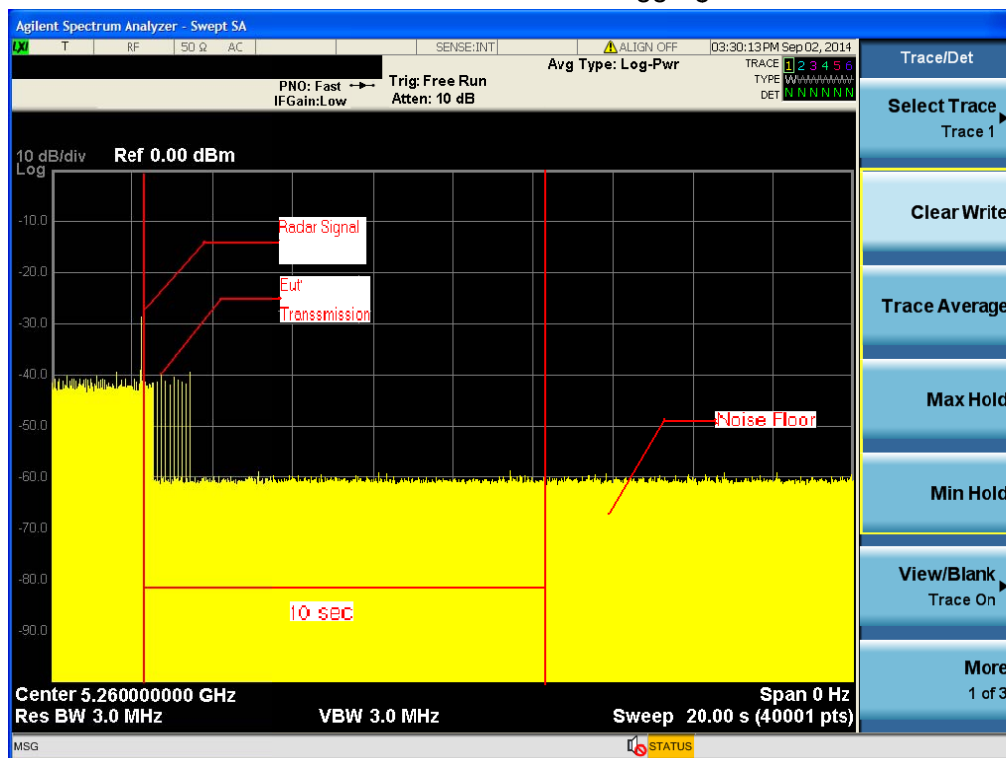 Agilent Spectrum Analyzer - Swept SA
LXI T RF 50 Ω AC SENSE:INT ALIGN OFF 03:30:13 PM Sep 02, 2014
Avg Type: Log-Pwr TRACE 1 2 3 4 5 6
PNO: Fast Trig: Free Run TYPE
IFGain:Low Atten: 10 dB DET N N N N N N
10 dB/div Ref 0.00 dBm
Log
-10.0
-20.0
-30.0
-40.0
-50.0
-60.0
-70.0
-80.0
-90.0
Radar Signal
Eut'
Transsmission
Noise Floor
10 sec
Center 5.260000000 GHz Span 0 Hz
Res BW 3.0 MHz VBW 3.0 MHz Sweep 20.00 s (40001 pts)
MSG STATUS
Trace/Det
Select Trace
Trace 1
Clear Write
Trace Average
Max Hold
Min Hold
View/Blank
Trace On
More
1 of 3